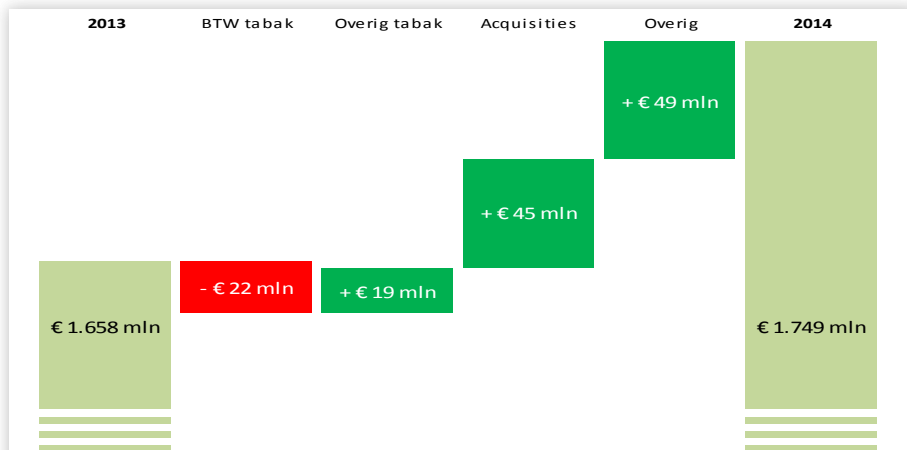 2013 BTW tabak Overig tabak Acquisities Overig 2014
+ € 49 mln
+ € 45 mln
- € 22 mln
+ € 19 mln
€ 1.658 mln
€ 1.749 mln